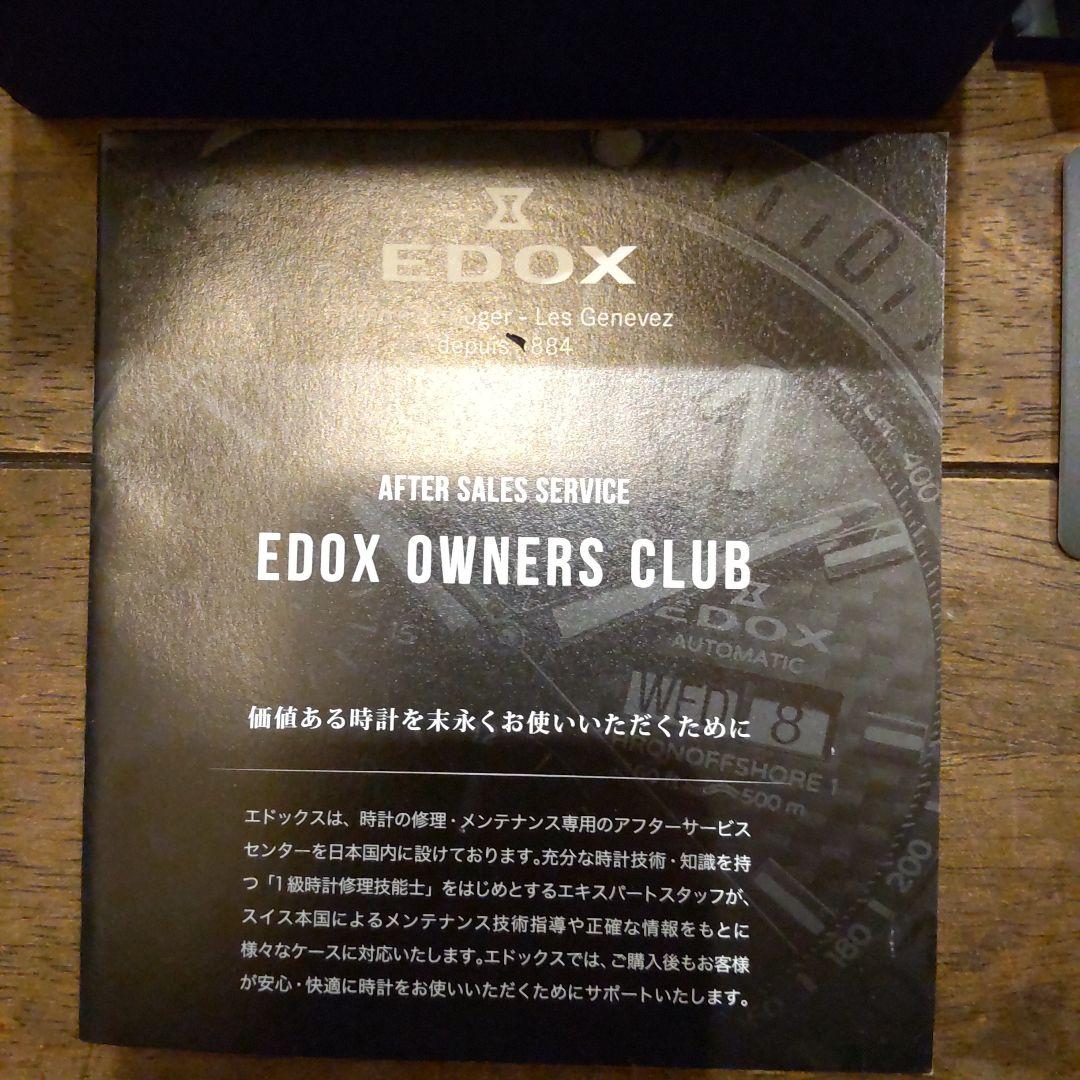 EDOX
- Les Genevez
depuis
AFTER SALES SERVICE
EDOX OWNERS CLUB
価値ある時計を末永くお使いいただくために
エドックスは、時計の修理・メンテナンス専用のアフターサービス
センターを日本国内に設けております。充分な時計技術・知識を持
つ「1級時計修理技能士」をはじめとするエキスパートスタッフが、
スイス本国によるメンテナンス技術指導や正確な情報をもとに
様々なケースに対応いたします。エドックスでは、ご購入後もお客様
が安心・快適に時計をお使いいただくためにサポートいたします。
EDOX
AUTOMATIC
WED 8
500 m
400
200
180